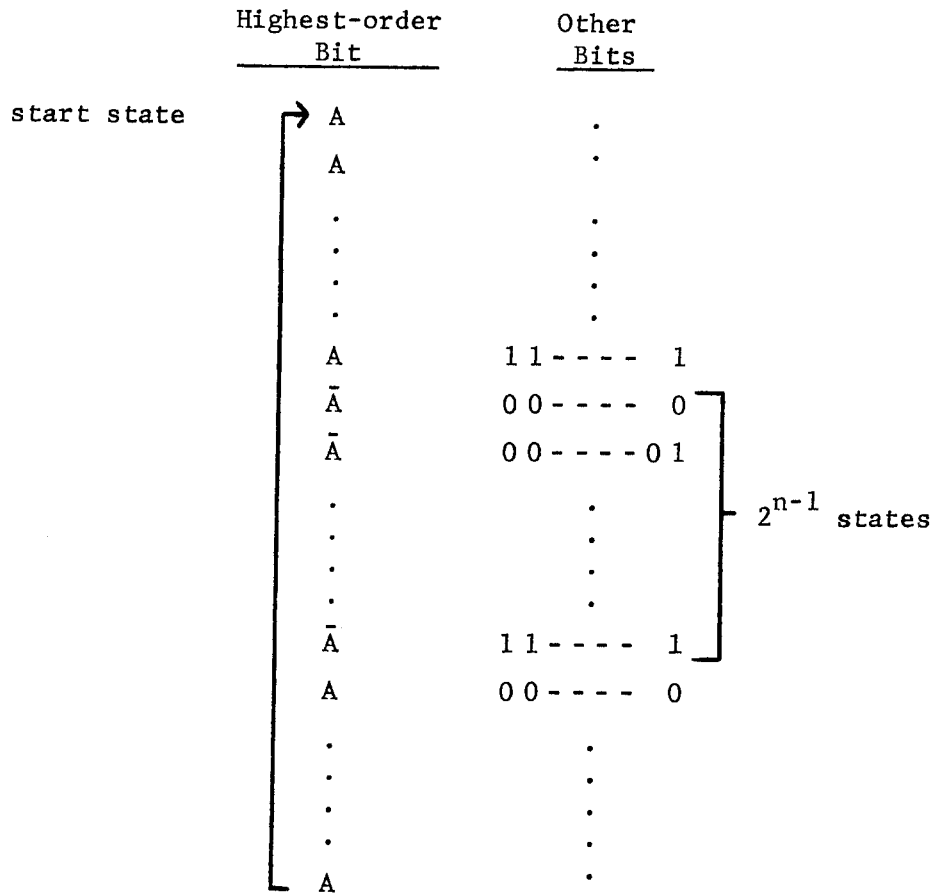 Highest-order Other
Bit Bits
start state A .
A .
. .
. .
. .
. .
A 1 1 - - - - 1
Ā 0 0 - - - - 0
Ā 0 0 - - - - 0 1
. .
. . 2^{n-1} states
. .
. .
Ā 1 1 - - - - 1
A 0 0 - - - - 0
. .
. .
. .
. .
A .